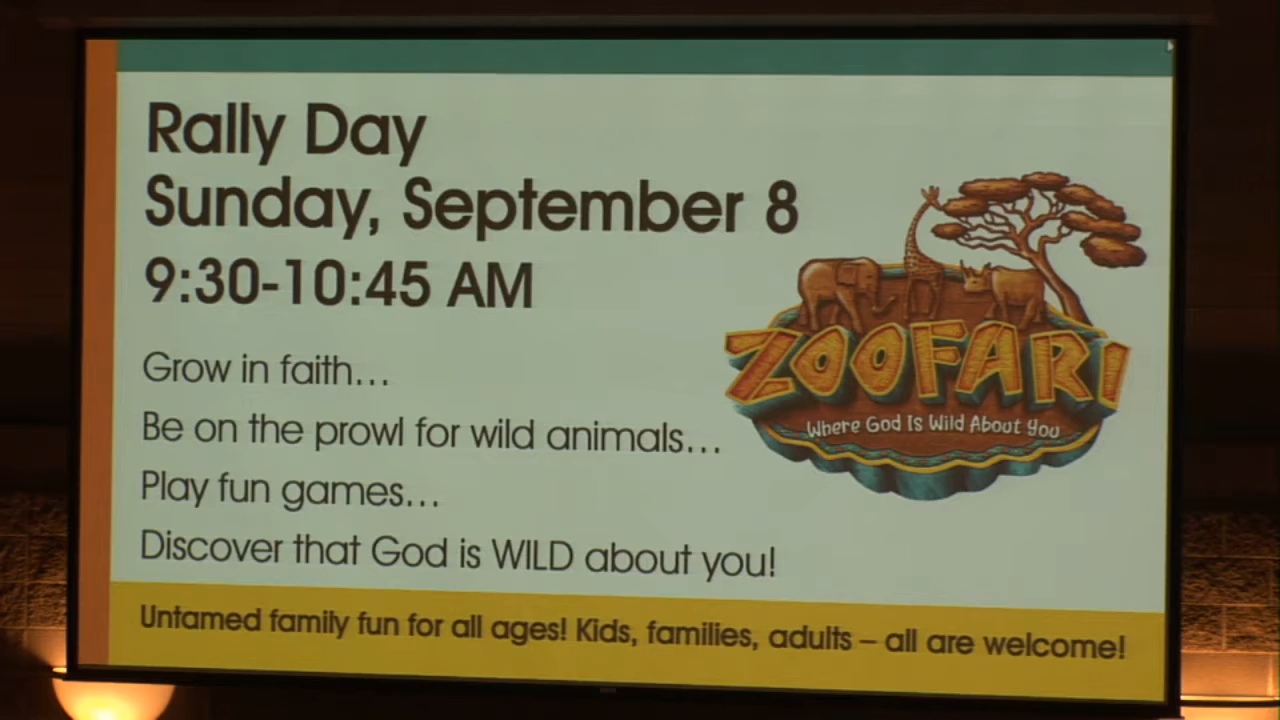 Rally Day
Sunday, September 8
9:30-10:45 AM
Grow in faith...
Be on the prowl for wild animals...
Play fun games...
Discover that God is WILD about you!
ZOOFARI
Where God Is Wild About You
Untamed family fun for all ages! Kids, families, adults – all are welcome!